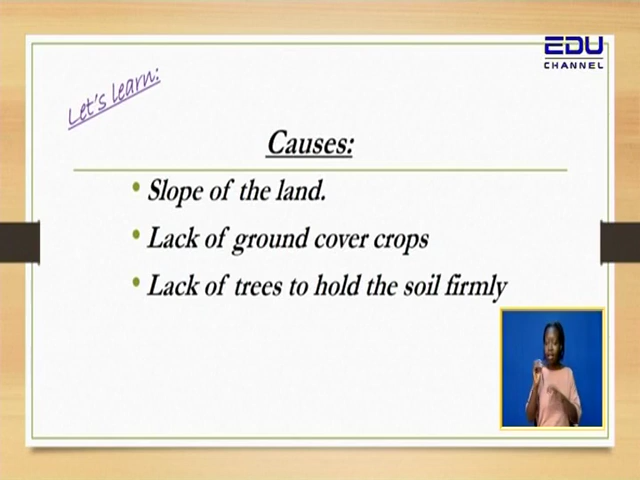 EDU
CHANNEL
Let's learn:
Causes:
• Slope of the land.
• Lack of ground cover crops
• Lack of trees to hold the soil firmly